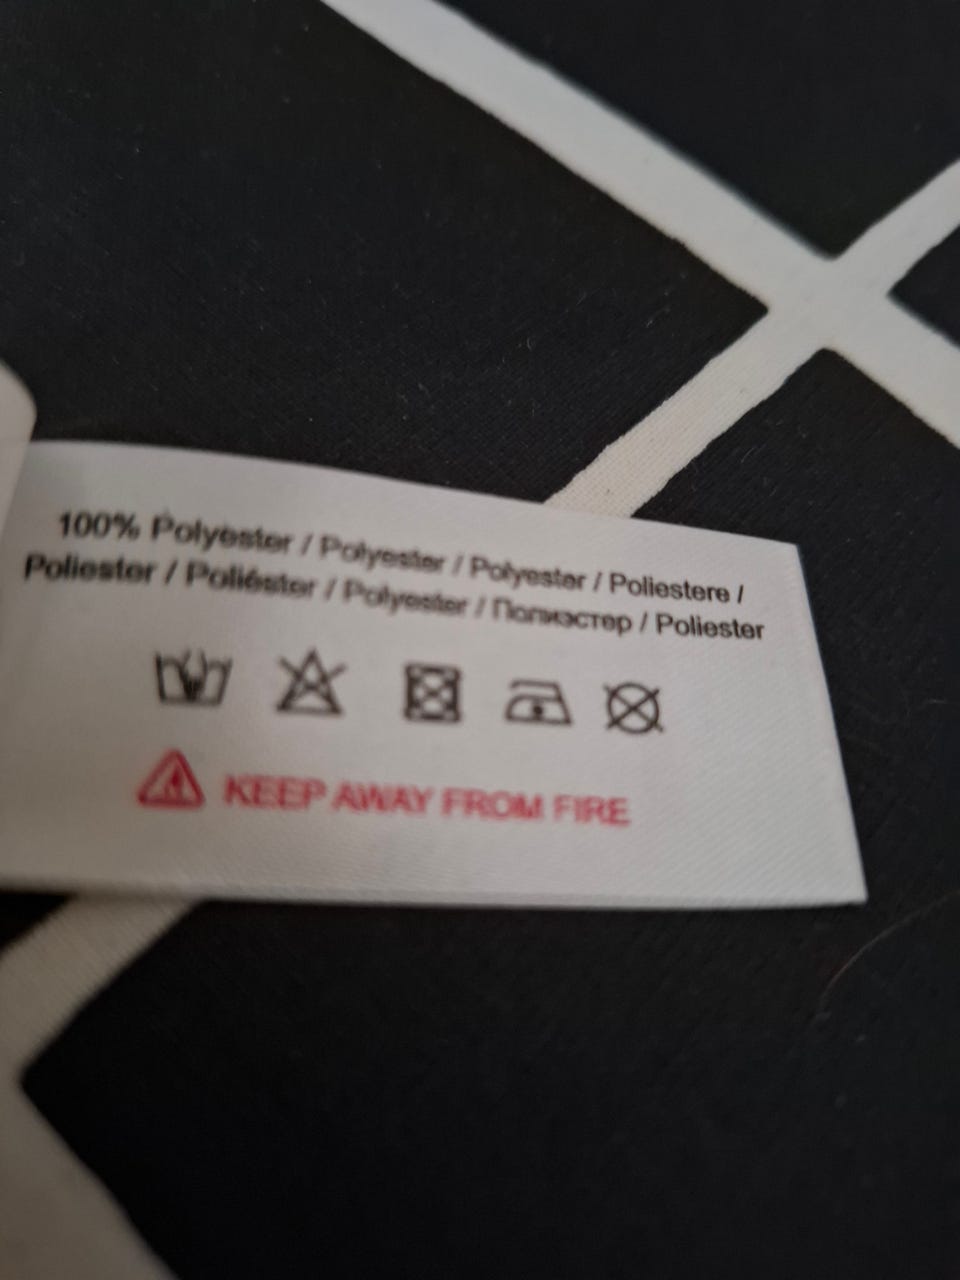 100% Polyester / Polyester / Polyester / Poliestere /
Poliester / Poliéster / Polyester / Полиэстер / Poliester
KEEP AWAY FROM FIRE